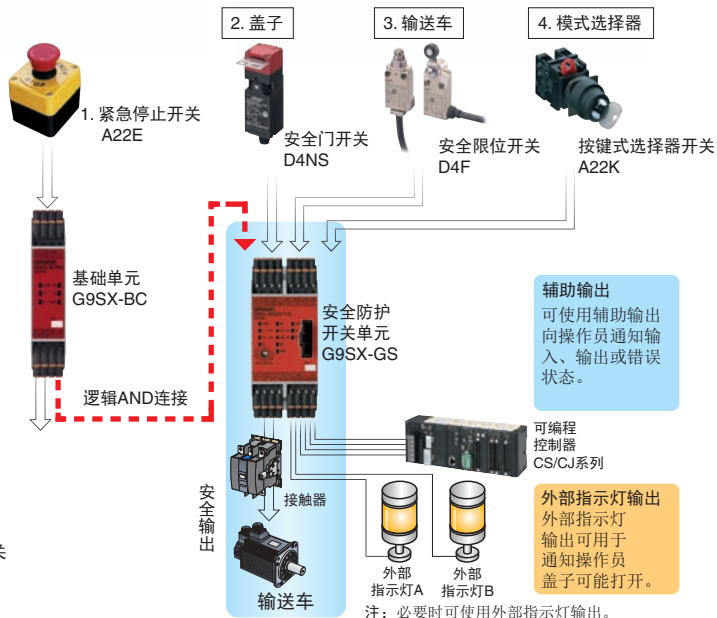 2. 盖子
3. 输送车
4. 模式选择器
1. 紧急停止开关
A22E
安全门开关
D4NS
安全限位开关
D4F
按键式选择器开关
A22K
基础单元
G9SX-BC
安全防护
开关单元
G9SX-GS
辅助输出
可使用辅助输出
向操作员通知输
入、输出或错误
状态。
逻辑AND连接
可编程
控制器
CS/CJ系列
安全输出
接触器
外部指示灯输出
外部指示灯
输出可用于
通知操作员
盖子可能打开。
关
外部
指示灯A
外部
指示灯B
输送车
注：必要时可使用外部指示灯输出。